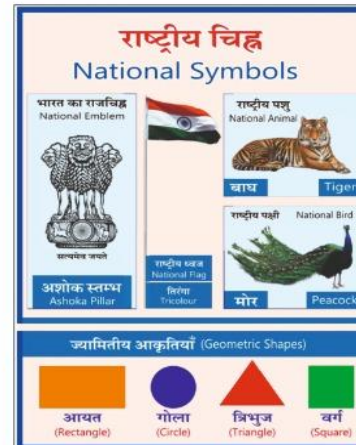 राष्ट्रीय चिह्न
National Symbols
भारत का राजचिह्न
National Emblem
सत्यमेव जयते
अशोक स्तम्भ
Ashoka Pillar
राष्ट्रीय ध्वज
National Flag
तिरंगा
Tricolour
राष्ट्रीय पशु
National Animal
बाघ Tiger
राष्ट्रीय पक्षी National Bird
मोर Peacock
ज्यामितीय आकृतियाँ (Geometric Shapes)
आयत गोला त्रिभुज वर्ग
(Rectangle) (Circle) (Triangle) (Square)